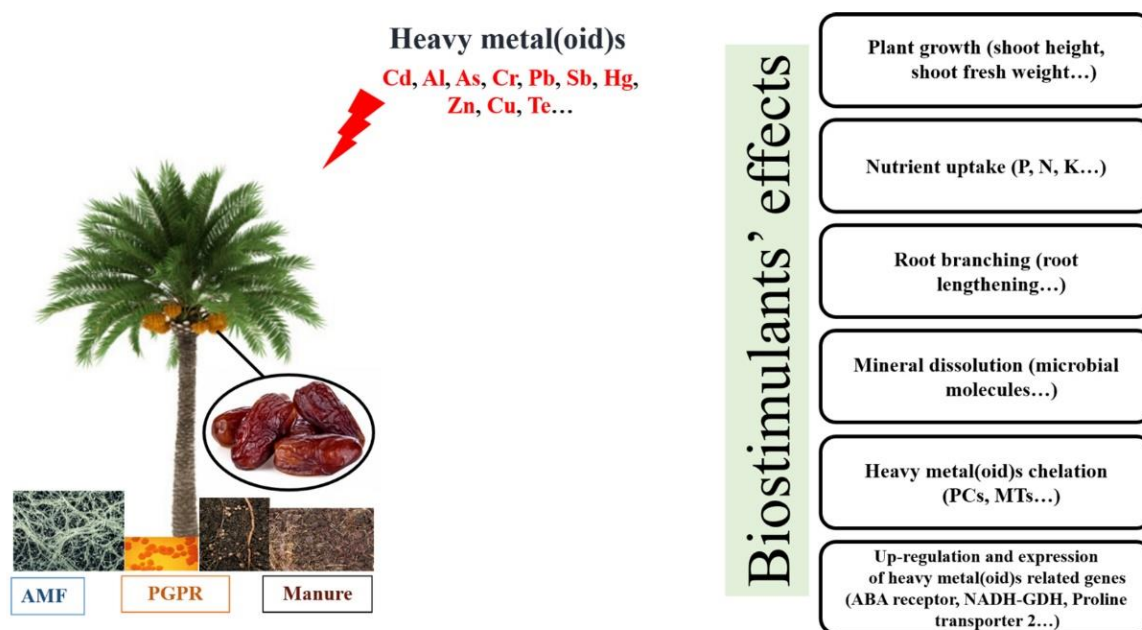 Heavy metal(oid)s
Cd, Al, As, Cr, Pb, Sb, Hg,
Zn, Cu, Te…
AMF
PGPR
Manure
Biostimulants’ effects
Plant growth (shoot height,
shoot fresh weight…)
Nutrient uptake (P, N, K…)
Root branching (root
lengthening…)
Mineral dissolution (microbial
molecules…)
Heavy metal(oid)s chelation
(PCs, MTs…)
Up-regulation and expression
of heavy metal(oid)s related genes
(ABA receptor, NADH-GDH, Proline
transporter 2…)